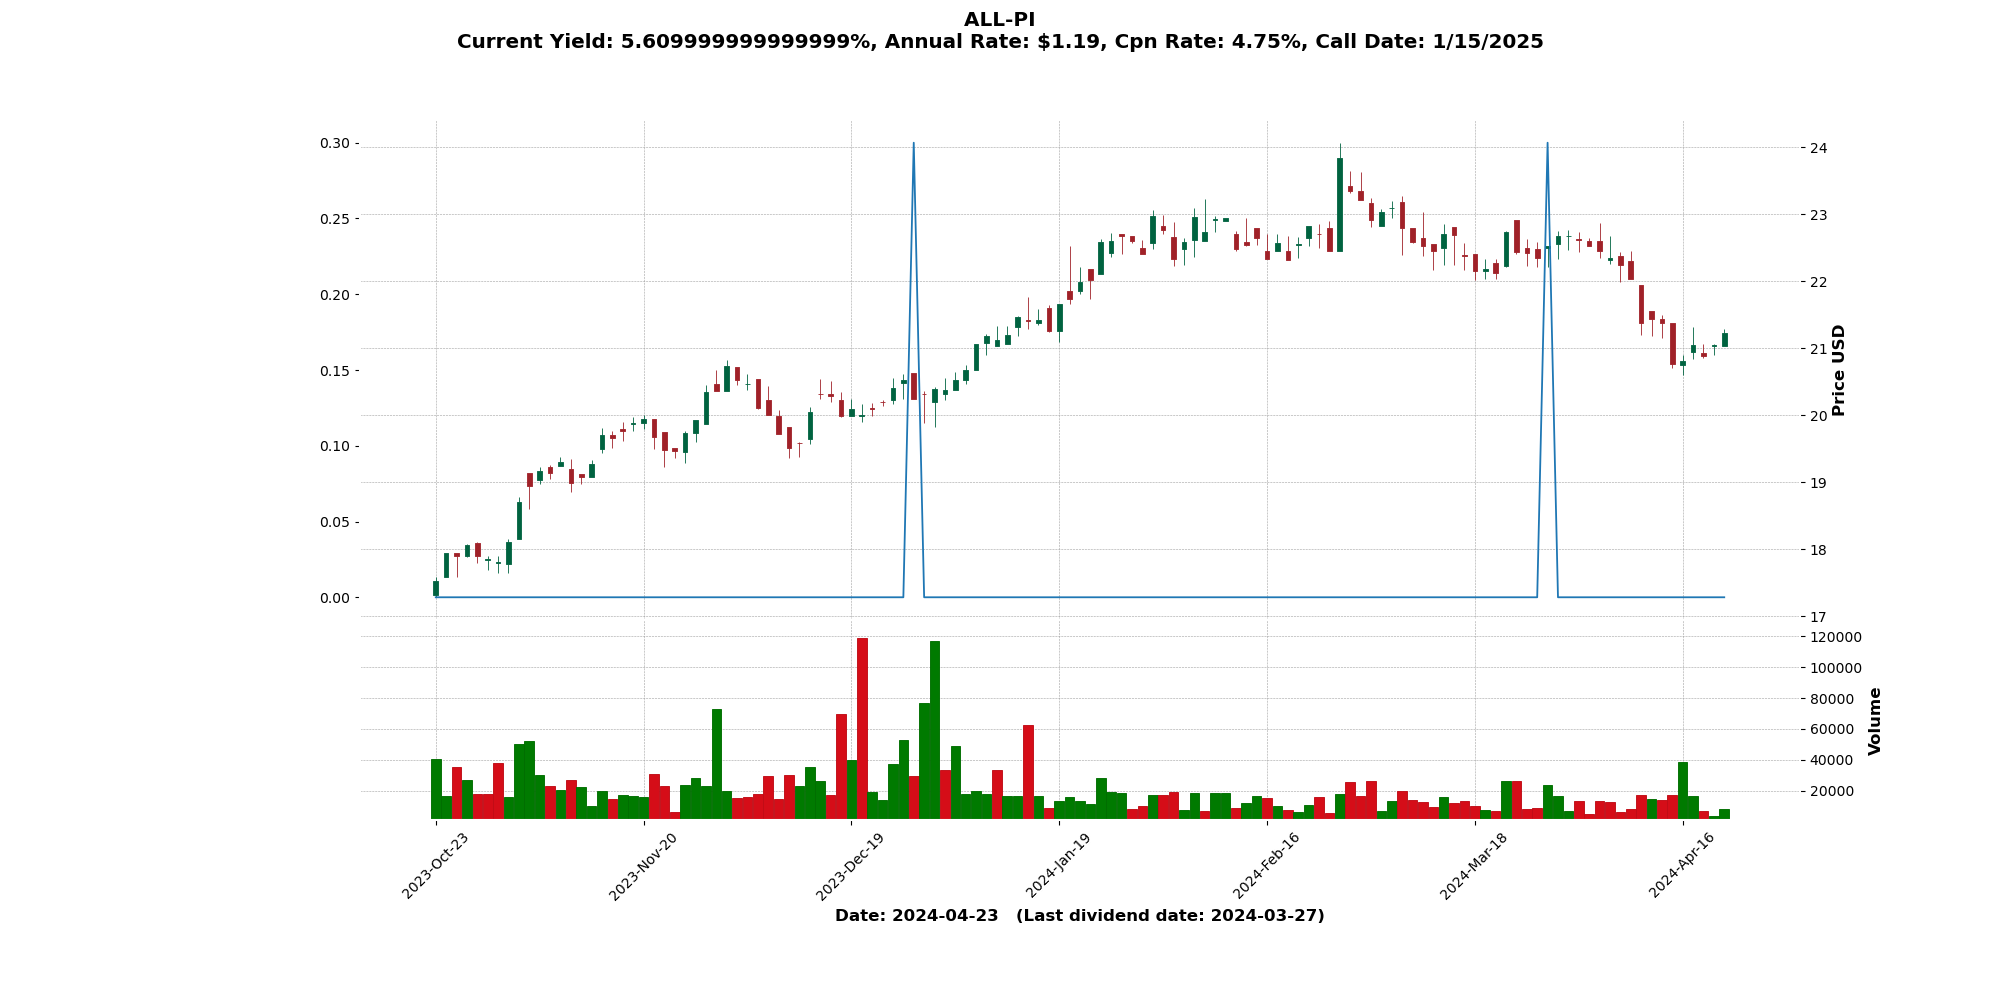 ALL-PI
Current Yield: 5.609999999999999%, Annual Rate: $1.19, Cpn Rate: 4.75%, Call Date: 1/15/2025
0.30
0.25
0.20
0.15
0.10
0.05
0.00
24
23
22
21
20
19
18
17
Price USD
120000
100000
80000
60000
40000
20000
Volume
2023-Oct-23
2023-Nov-20
2023-Dec-19
2024-Jan-19
2024-Feb-16
2024-Mar-18
2024-Apr-16
Date: 2024-04-23 (Last dividend date: 2024-03-27)